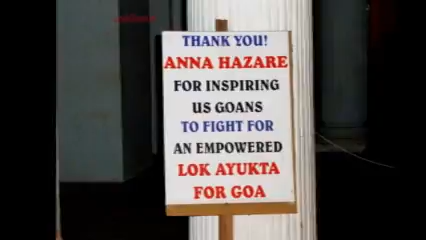 THANK YOU!
ANNA HAZARE
FOR INSPIRING
US GOANS
TO FIGHT FOR
AN EMPOWERED
LOK AYUKTA
FOR GOA